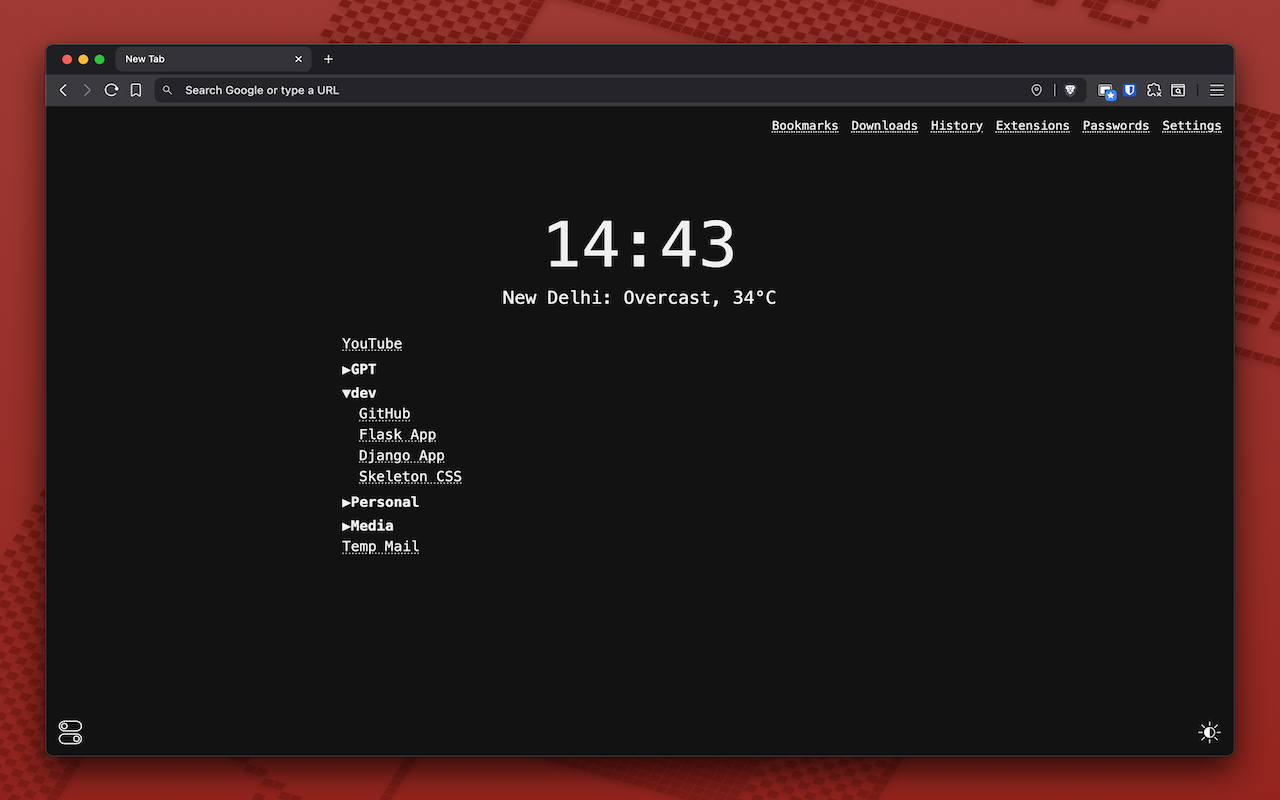 New Tab
Search Google or type a URL
Bookmarks Downloads History Extensions Passwords Settings
14:43
New Delhi: Overcast, 34°C
YouTube
▶GPT
▼dev
GitHub
Flask App
Django App
Skeleton CSS
▶Personal
▶Media
Temp Mail